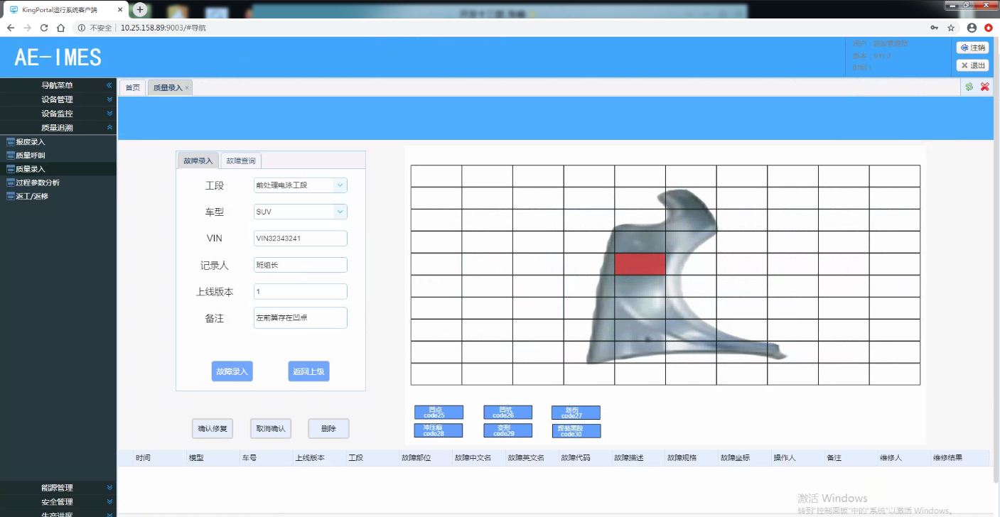 KingPortal运行系统客户端
不安全 10.25.158.89:9003/#导航
AE-IMES
注销
退出
导航菜单
首页 质量录入
设备管理
设备监控
质量追溯
报废录入
质量呼叫
质量录入
过程参数分析
返工/返修
故障录入 故障查询
工段 前处理电泳工段
车型 SUV
VIN VIN32343241
记录人 班组长
上线版本 1
备注 左前翼存在凹点
故障录入 返回上级
凹点 凹坑 划伤
code25 code26 code27
冲压痕 变形 焊装黑胶
code28 code29 code30
确认修复 取消确认 删除
时间 模型 车号 上线版本 工段 故障部位 故障中文名 故障英文名 故障代码 故障描述 故障规格 故障坐标 操作人 备注 维修人 维修结果
能源管理
安全管理
生产进度
激活 Windows
转到"控制面板"中的"系统"以激活 Windows。